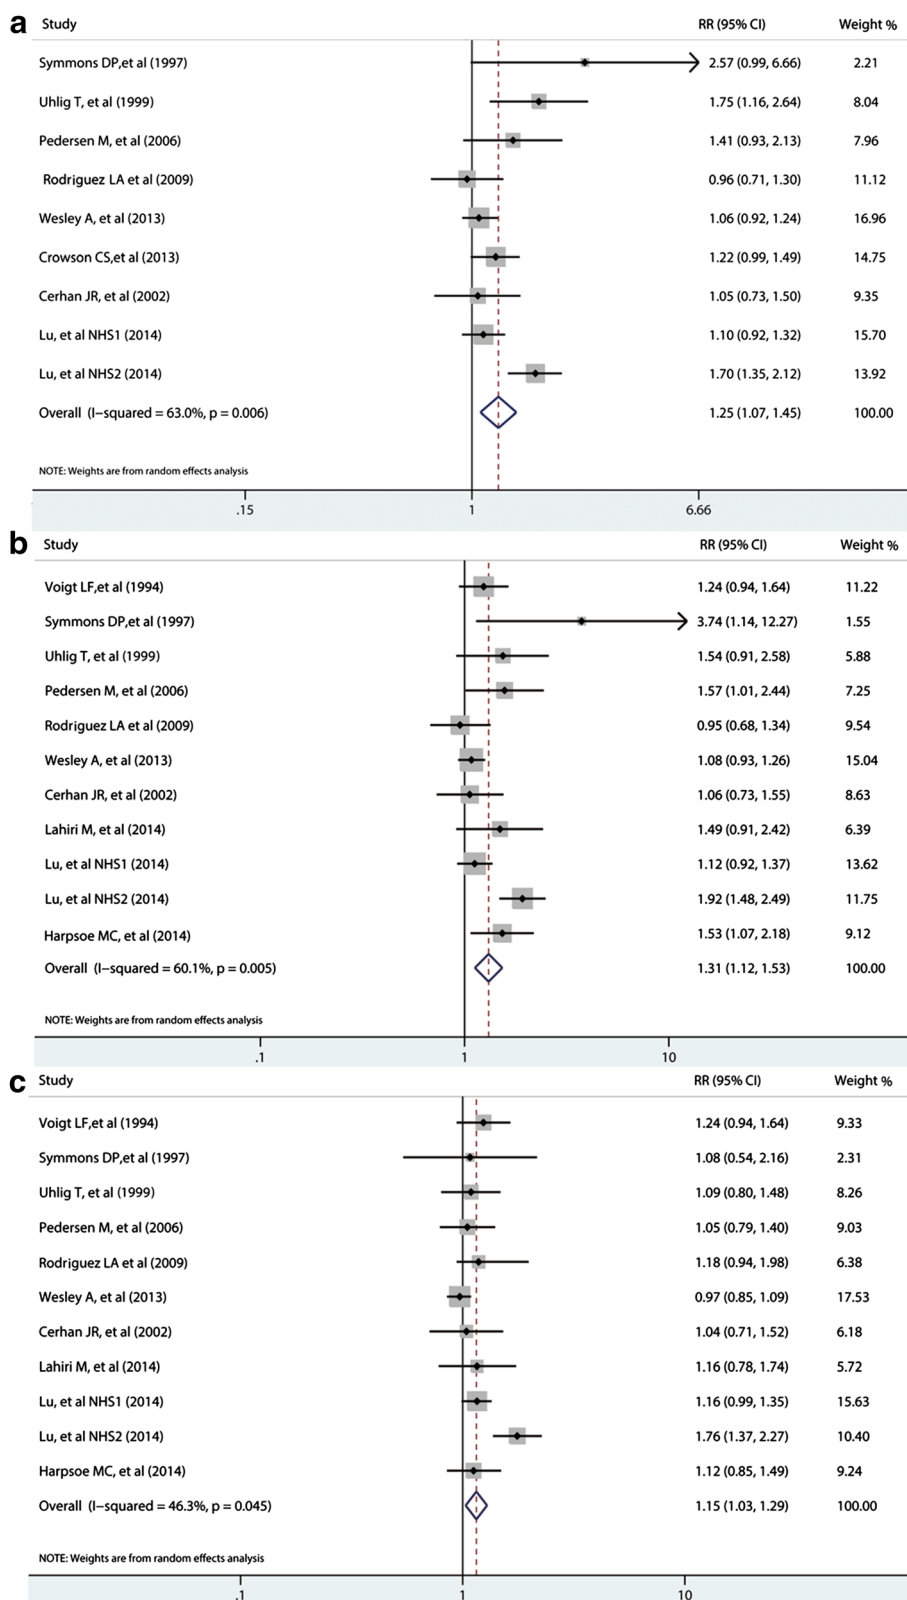 a Study RR (95% CI) Weight %
Symmons DP,et al (1997) 2.57 (0.99, 6.66) 2.21
Uhlig T, et al (1999) 1.75 (1.16, 2.64) 8.04
Pedersen M, et al (2006) 1.41 (0.93, 2.13) 7.96
Rodriguez LA et al (2009) 0.96 (0.71, 1.30) 11.12
Wesley A, et al (2013) 1.06 (0.92, 1.24) 16.96
Crowson CS,et al (2013) 1.22 (0.99, 1.49) 14.75
Cerhan JR, et al (2002) 1.05 (0.73, 1.50) 9.35
Lu, et al NHS1 (2014) 1.10 (0.92, 1.32) 15.70
Lu, et al NHS2 (2014) 1.70 (1.35, 2.12) 13.92
Overall (I−squared = 63.0%, p = 0.006) 1.25 (1.07, 1.45) 100.00
NOTE: Weights are from random effects analysis
.15 1 6.66
b Study RR (95% CI) Weight %
Voigt LF,et al (1994) 1.24 (0.94, 1.64) 11.22
Symmons DP,et al (1997) 3.74 (1.14, 12.27) 1.55
Uhlig T, et al (1999) 1.54 (0.91, 2.58) 5.88
Pedersen M, et al (2006) 1.57 (1.01, 2.44) 7.25
Rodriguez LA et al (2009) 0.95 (0.68, 1.34) 9.54
Wesley A, et al (2013) 1.08 (0.93, 1.26) 15.04
Cerhan JR, et al (2002) 1.06 (0.73, 1.55) 8.63
Lahiri M, et al (2014) 1.49 (0.91, 2.42) 6.39
Lu, et al NHS1 (2014) 1.12 (0.92, 1.37) 13.62
Lu, et al NHS2 (2014) 1.92 (1.48, 2.49) 11.75
Harpsoe MC, et al (2014) 1.53 (1.07, 2.18) 9.12
Overall (I−squared = 60.1%, p = 0.005) 1.31 (1.12, 1.53) 100.00
NOTE: Weights are from random effects analysis
.1 1 10
c Study RR (95% CI) Weight %
Voigt LF,et al (1994) 1.24 (0.94, 1.64) 9.33
Symmons DP,et al (1997) 1.08 (0.54, 2.16) 2.31
Uhlig T, et al (1999) 1.09 (0.80, 1.48) 8.26
Pedersen M, et al (2006) 1.05 (0.79, 1.40) 9.03
Rodriguez LA et al (2009) 1.18 (0.94, 1.98) 6.38
Wesley A, et al (2013) 0.97 (0.85, 1.09) 17.53
Cerhan JR, et al (2002) 1.04 (0.71, 1.52) 6.18
Lahiri M, et al (2014) 1.16 (0.78, 1.74) 5.72
Lu, et al NHS1 (2014) 1.16 (0.99, 1.35) 15.63
Lu, et al NHS2 (2014) 1.76 (1.37, 2.27) 10.40
Harpsoe MC, et al (2014) 1.12 (0.85, 1.49) 9.24
Overall (I−squared = 46.3%, p = 0.045) 1.15 (1.03, 1.29) 100.00
NOTE: Weights are from random effects analysis
.1 1 10